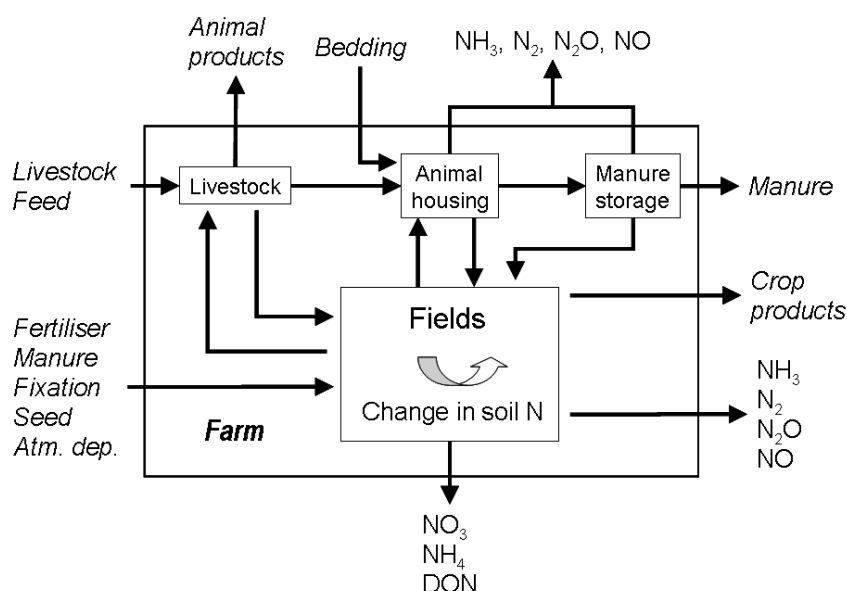 Animal
products
Bedding
NH₃, N₂, N₂O, NO
Livestock
Feed
Livestock
Animal
housing
Manure
storage
Manure
Crop
products
Fields
Change in soil N
Fertiliser
Manure
Fixation
Seed
Atm. dep.
Farm
NH₃
N₂
N₂O
NO
NO₃
NH₄
DON